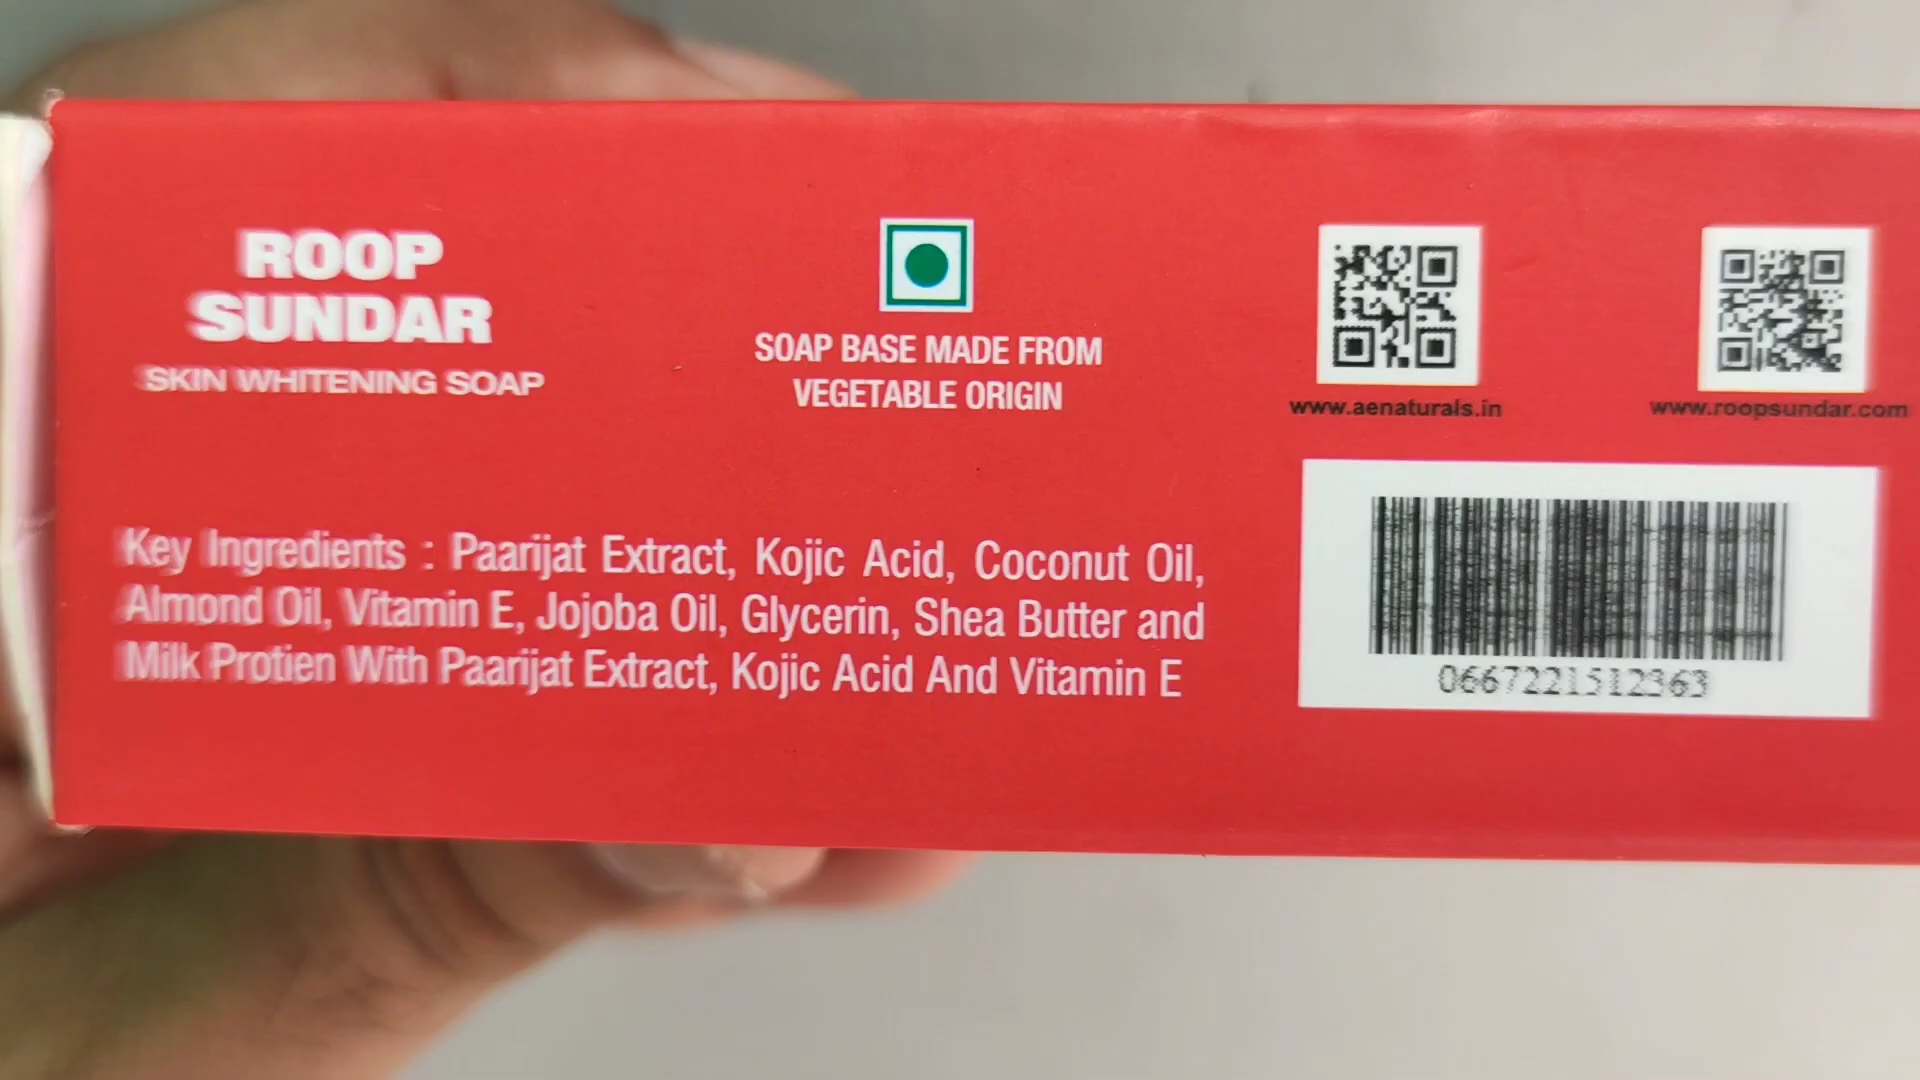 ROOP
SUNDAR
SKIN WHITENING SOAP
SOAP BASE MADE FROM
VEGETABLE ORIGIN
www.aenaturals.in
www.roopsundar.com
Key Ingredients : Paarijat Extract, Kojic Acid, Coconut Oil,
Almond Oil, Vitamin E, Jojoba Oil, Glycerin, Shea Butter and
Milk Protien With Paarijat Extract, Kojic Acid And Vitamin E
0667221512363